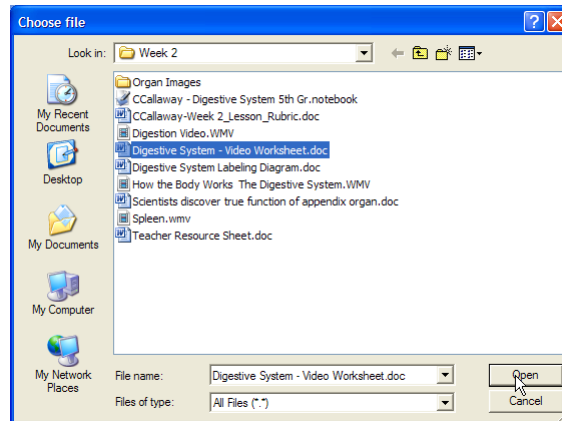 Choose file
Look in:
Week 2
My Recent
Documents
Desktop
My Documents
My Computer
My Network
Places
Organ Images
CCallaway - Digestive System 5th Gr.notebook
CCallaway-Week 2_Lesson_Rubric.doc
Digestion Video.WMV
Digestive System - Video Worksheet.doc
Digestive System Labeling Diagram.doc
How the Body Works The Digestive System.WMV
Scientists discover true function of appendix organ.doc
Spleen.wmv
Teacher Resource Sheet.doc
File name:
Digestive System - Video Worksheet.doc
Open
Files of type:
All Files (*.*)
Cancel